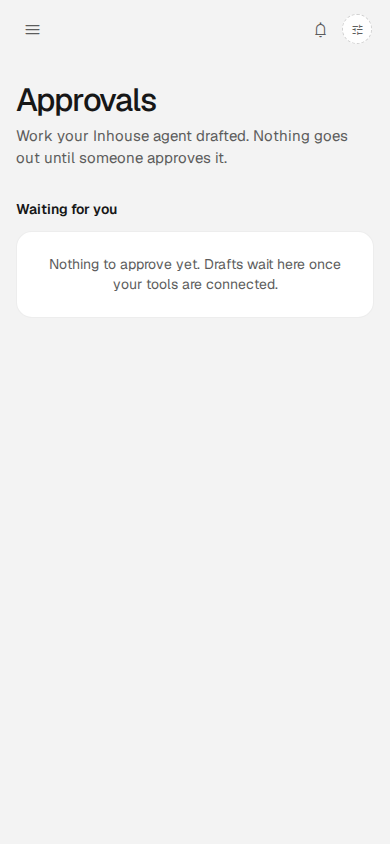 Approvals
Work your Inhouse agent drafted. Nothing goes
out until someone approves it.
Waiting for you
Nothing to approve yet. Drafts wait here once
your tools are connected.